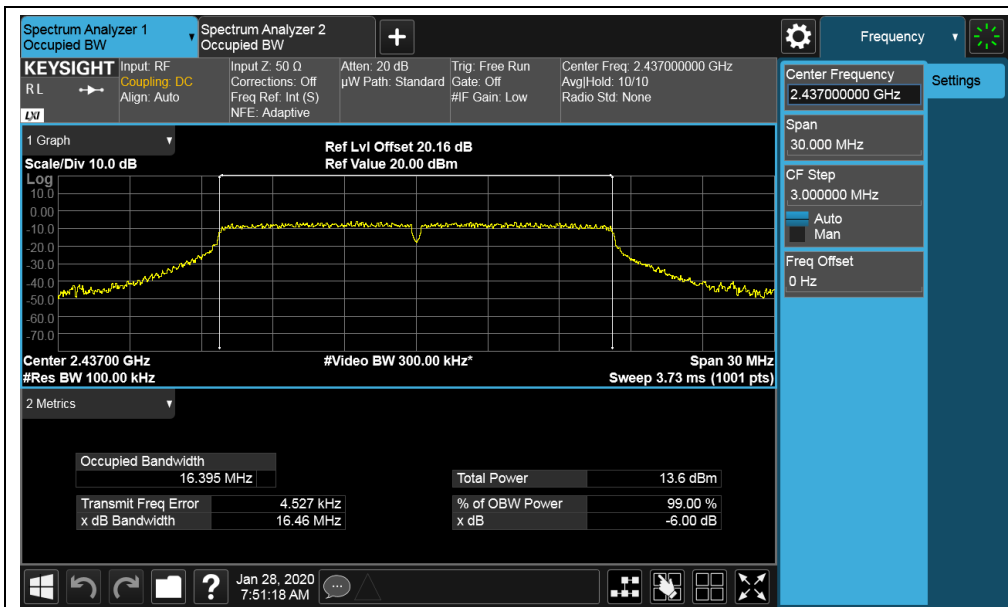 Spectrum Analyzer 1
Occupied BW
Spectrum Analyzer 2
Occupied BW
Frequency
KEYSIGHT
RL
LXI
Input: RF
Coupling: DC
Align: Auto
Input Z: 50 Ω
Corrections: Off
Freq Ref: Int (S)
NFE: Adaptive
Atten: 20 dB
µW Path: Standard
Trig: Free Run
Gate: Off
#IF Gain: Low
Center Freq: 2.437000000 GHz
Avg|Hold: 10/10
Radio Std: None
Center Frequency
2.437000000 GHz
Settings
Span
30.000 MHz
CF Step
3.000000 MHz
Auto
Man
Freq Offset
0 Hz
1 Graph
Scale/Div 10.0 dB
Ref Lvl Offset 20.16 dB
Ref Value 20.00 dBm
Log
10.0
0.00
-10.0
-20.0
-30.0
-40.0
-50.0
-60.0
-70.0
Center 2.43700 GHz
#Video BW 300.00 kHz*
Span 30 MHz
#Res BW 100.00 kHz
Sweep 3.73 ms (1001 pts)
2 Metrics
Occupied Bandwidth
16.395 MHz
Total Power 13.6 dBm
Transmit Freq Error 4.527 kHz
% of OBW Power 99.00 %
x dB Bandwidth 16.46 MHz
x dB -6.00 dB
?
Jan 28, 2020
7:51:18 AM